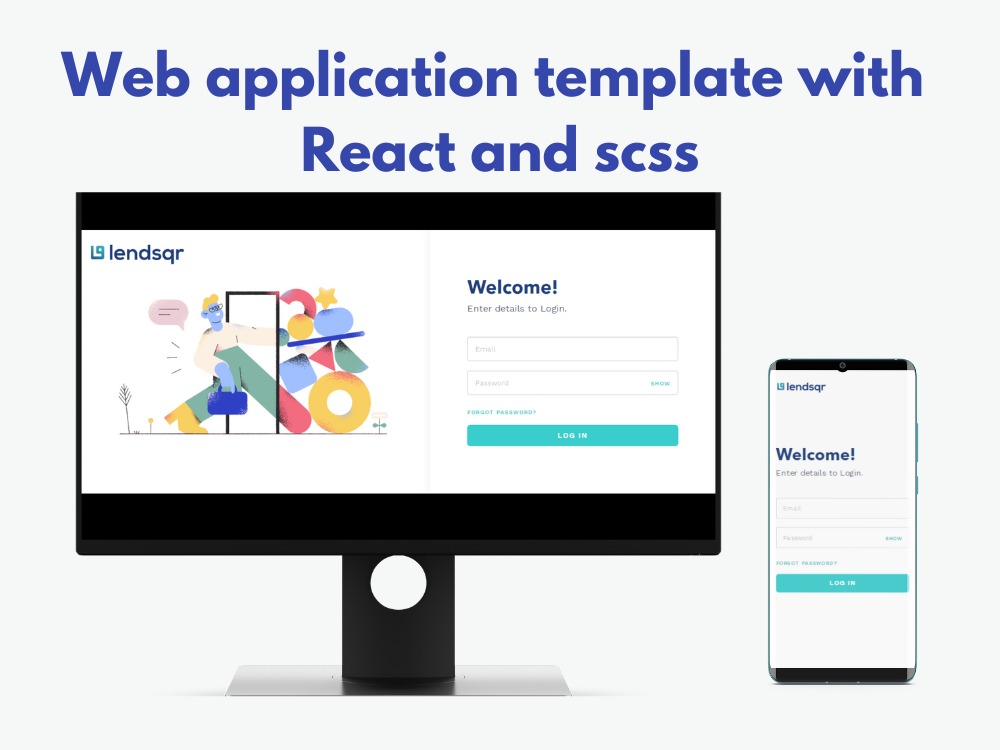 Web application template with
React and scss
lendsqr
Welcome!
Enter details to Login.
Email
Password SHOW
FORGOT PASSWORD?
LOG IN
lendsqr
Welcome!
Enter details to Login.
Email
Password SHOW
FORGOT PASSWORD?
LOG IN